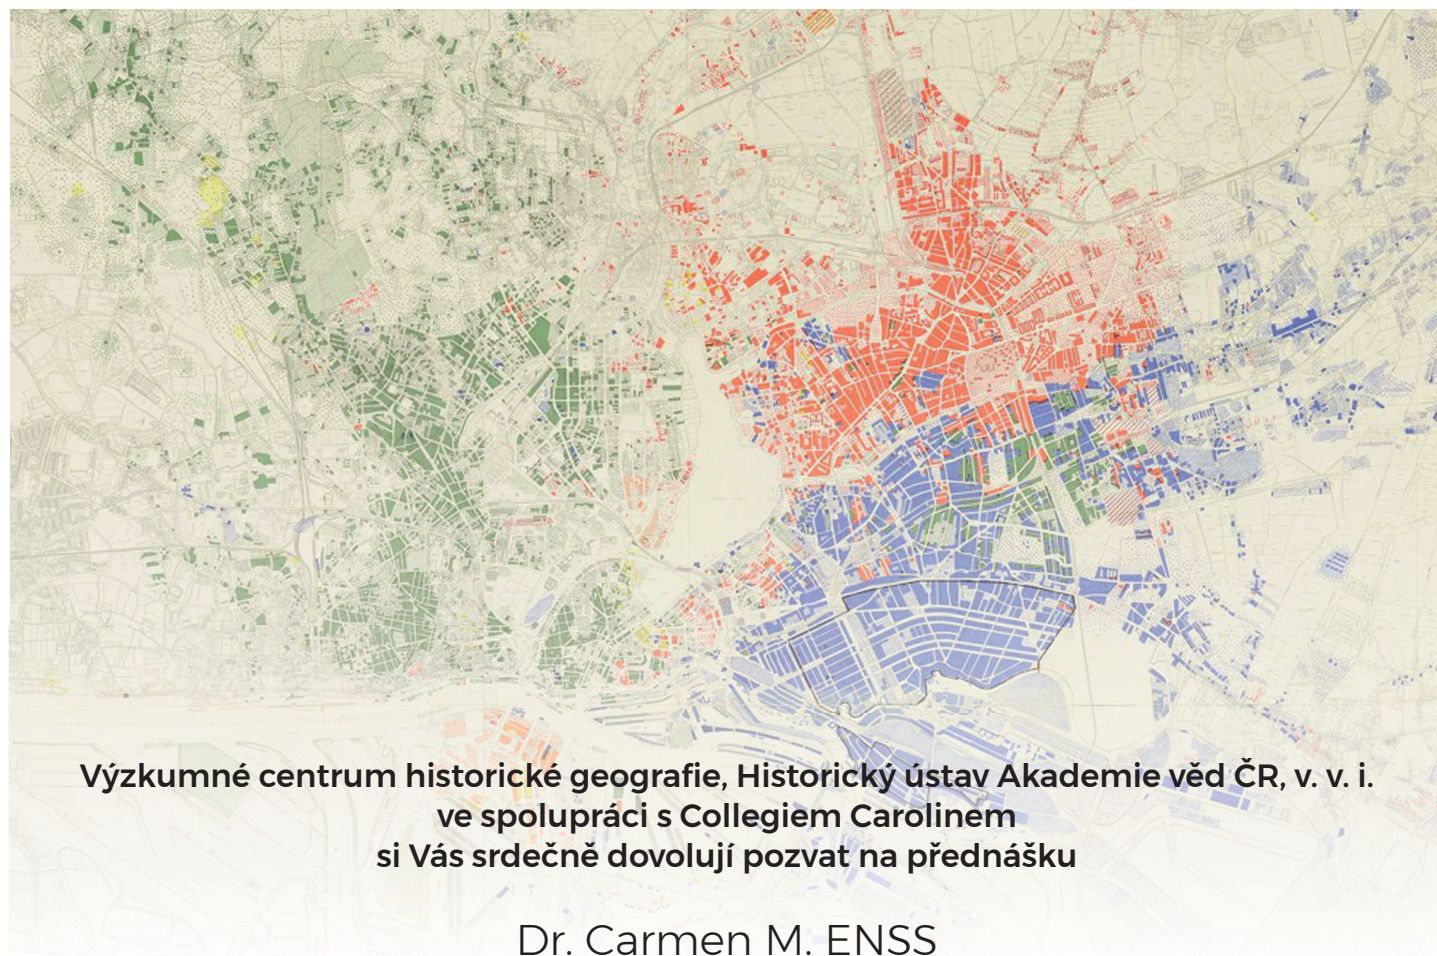 Výzkumné centrum historické geografie, Historický ústav Akademie věd ČR, v. v. i.
ve spolupráci s Collegiem Carolinem
si Vás srdečně dovolují pozvat na přednášku
Dr. Carmen M. ENSS